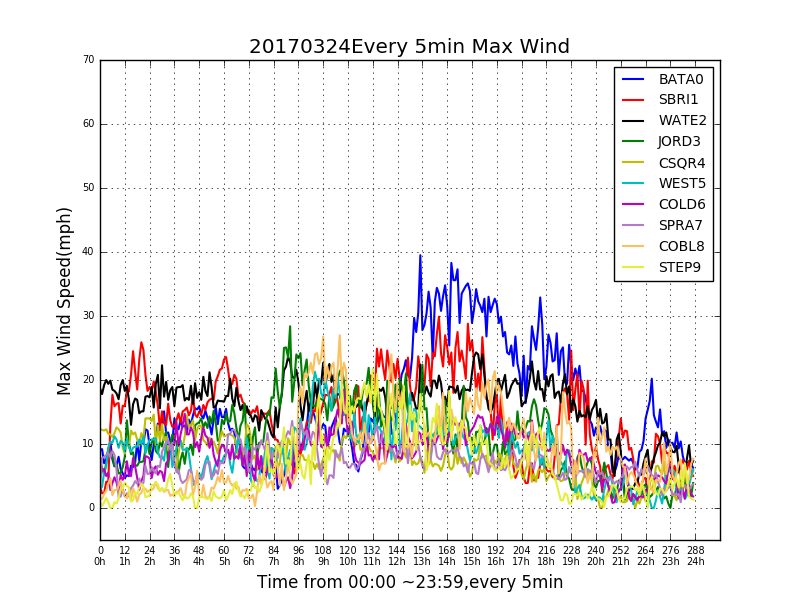 20170324Every 5min Max Wind
Max Wind Speed(mph)
70
60
50
40
30
20
10
0
BATA0
SBRI1
WATE2
JORD3
CSQR4
WEST5
COLD6
SPRA7
COBL8
STEP9
0 12 24 36 48 60 72 84 96 108 120 132 144 156 168 180 192 204 216 228 240 252 264 276 288
0h 1h 2h 3h 4h 5h 6h 7h 8h 9h 10h 11h 12h 13h 14h 15h 16h 17h 18h 19h 20h 21h 22h 23h 24h
Time from 00:00 ~23:59,every 5min